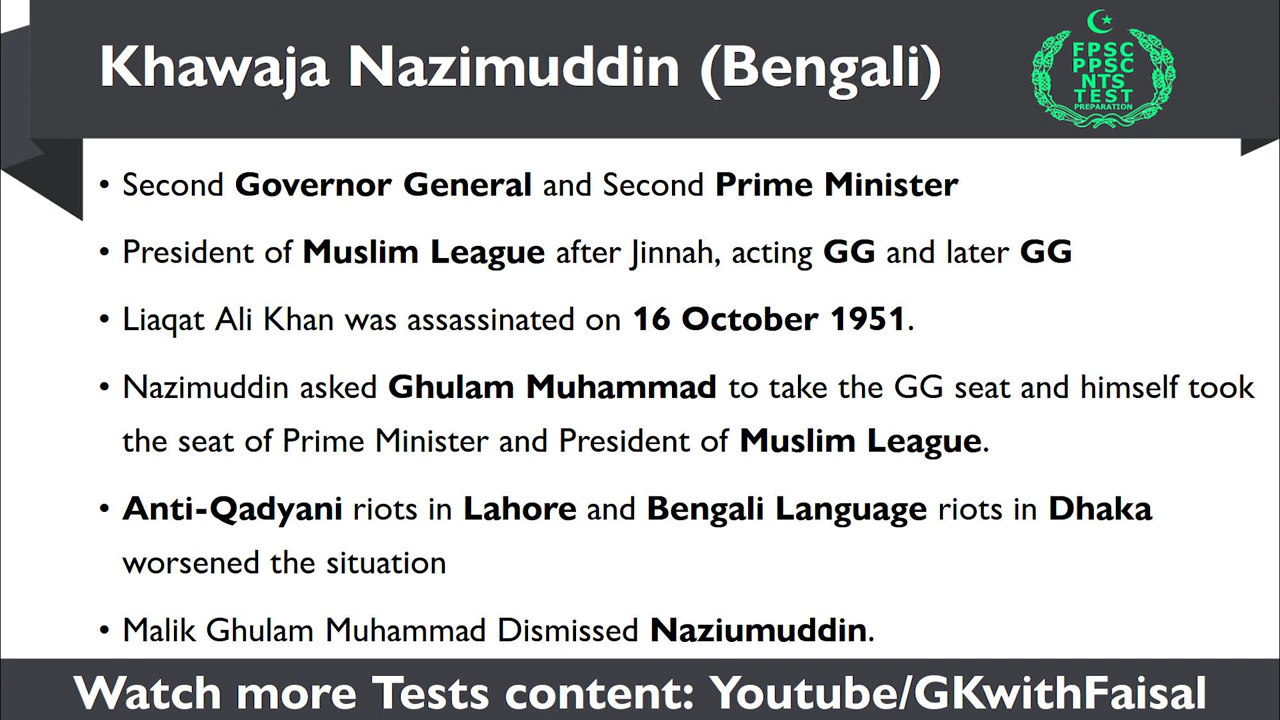 Khawaja Nazimuddin (Bengali)
FPSC
PPSC
NTS
TEST
PREPARATION
• Second Governor General and Second Prime Minister
• President of Muslim League after Jinnah, acting GG and later GG
• Liaqat Ali Khan was assassinated on 16 October 1951.
• Nazimuddin asked Ghulam Muhammad to take the GG seat and himself took
the seat of Prime Minister and President of Muslim League.
• Anti-Qadyani riots in Lahore and Bengali Language riots in Dhaka
worsened the situation
• Malik Ghulam Muhammad Dismissed Naziumuddin.
Watch more Tests content: Youtube/GKwithFaisal